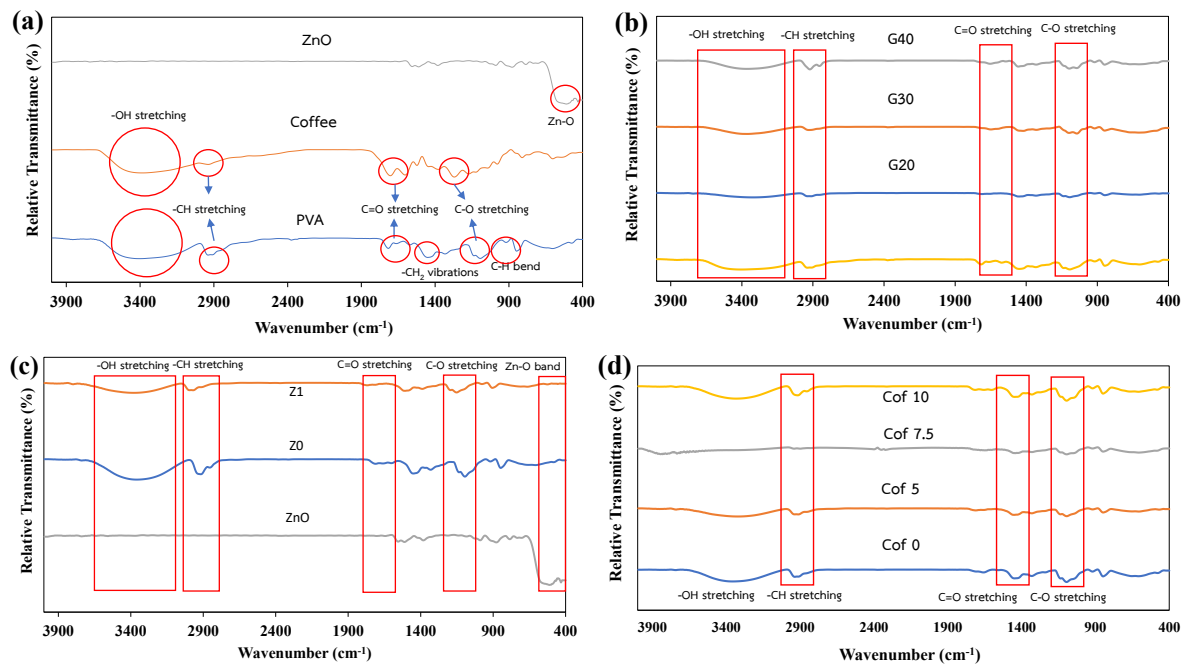 (a)
ZnO
-OH stretching
Zn-O
Coffee
-CH stretching
C=O stretching
C-O stretching
PVA
-CH2 vibrations
C-H bend
Relative Transmittance (%)
3900 3400 2900 2400 1900 1400 900 400
Wavenumber (cm-1)
(b)
-OH stretching
-CH stretching
G40
C=O stretching
C-O stretching
G30
G20
Relative Transmittance (%)
3900 3400 2900 2400 1900 1400 900 400
Wavenumber (cm-1)
(c)
-OH stretching
-CH stretching
C=O stretching
C-O stretching
Zn-O band
Z1
Z0
ZnO
Relative Transmittance (%)
3900 3400 2900 2400 1900 1400 900 400
Wavenumber (cm-1)
(d)
Cof 10
Cof 7.5
Cof 5
Cof 0
-OH stretching
-CH stretching
C=O stretching
C-O stretching
Relative Transmittance (%)
3900 3400 2900 2400 1900 1400 900 400
Wavenumber (cm-1)